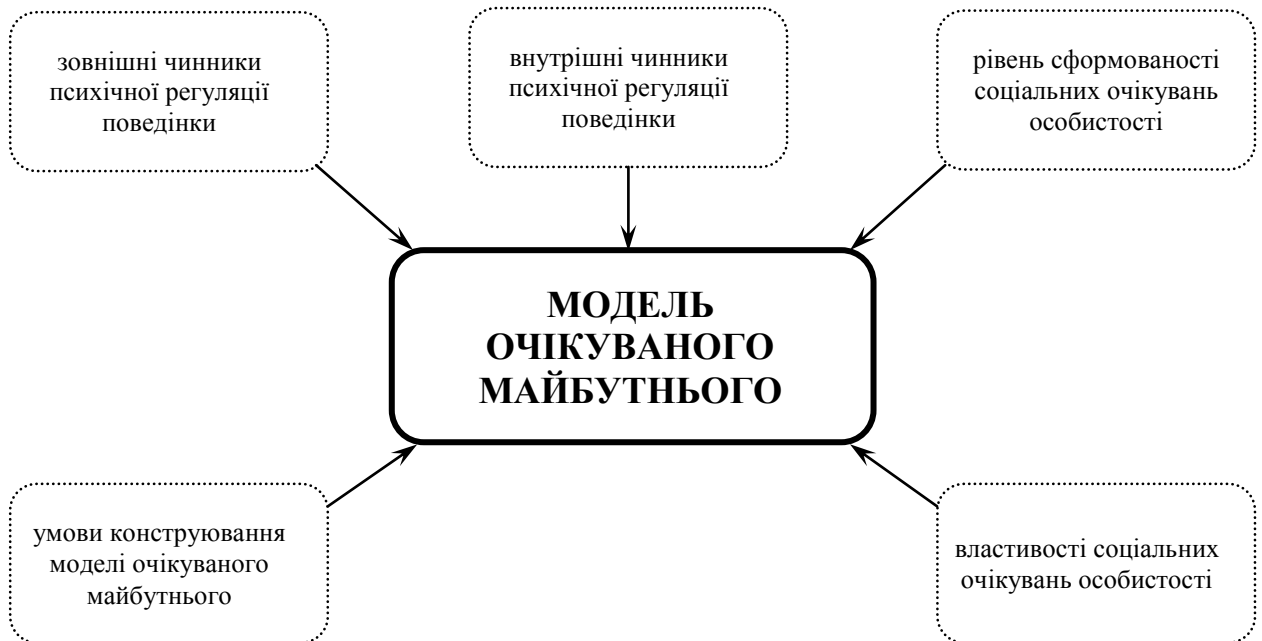 зовнішні чинники
психічної регуляції
поведінки
внутрішні чинники
психічної регуляції
поведінки
рівень сформованості
соціальних очікувань
особистості
МОДЕЛЬ
ОЧІКУВАНОГО
МАЙБУТНЬОГО
умови конструювання
моделі очікуваного
майбутнього
властивості соціальних
очікувань особистості